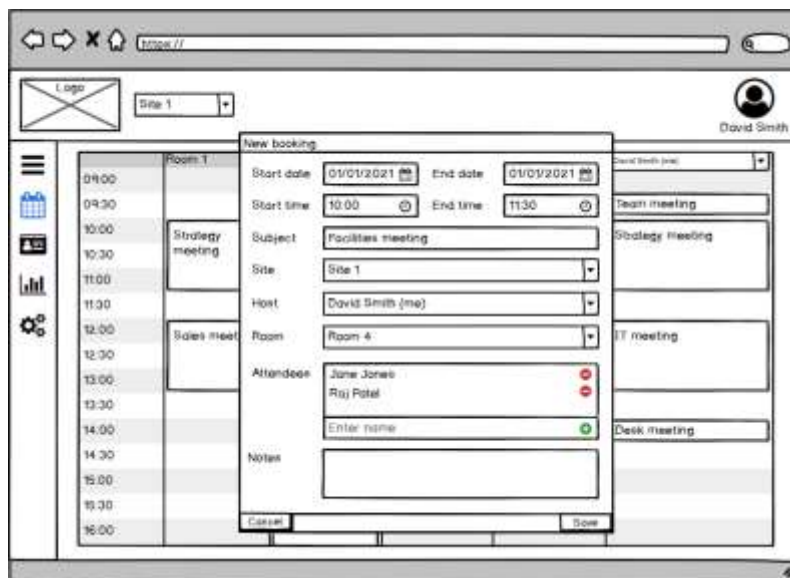 https://
Logo
Site 1
David Smith
Room 1
David Smith (me)
09:00
09:30
10:00
10:30
11:00
11:30
12:00
12:30
13:00
13:30
14:00
14:30
15:00
15:30
16:00
Strategy
meeting
Sales meet
New booking
Start date 01/01/2021 End date 01/01/2021
Start time 10:00 End time 11:30
Subject Facilities meeting
Site Site 1
Host David Smith (me)
Room Room 4
Attendees Jane Jones
Raj Patel
Enter name
Notes
Cancel Save
Team meeting
Strategy meeting
IT meeting
Desk meeting